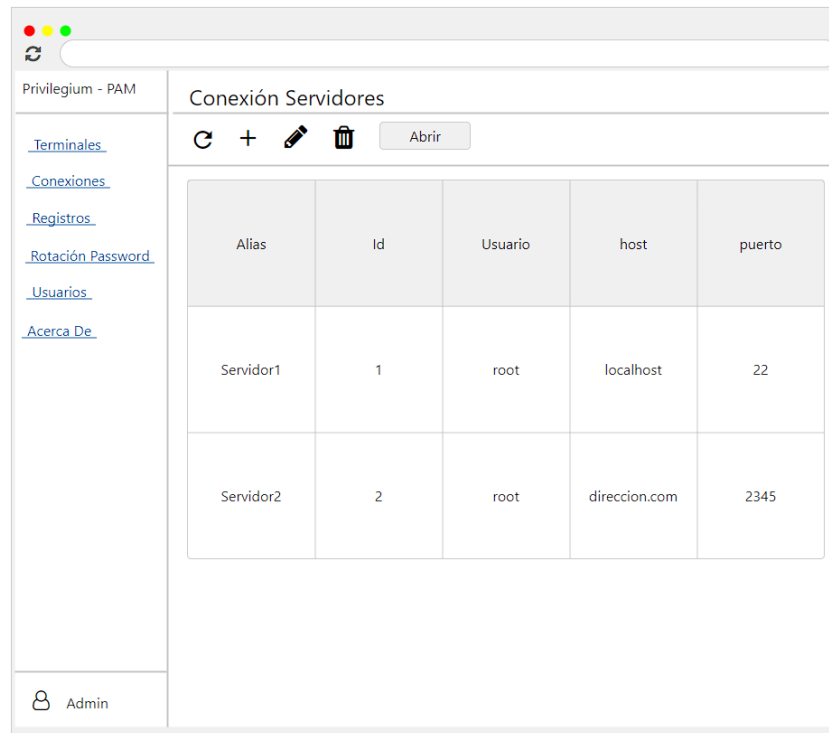 Privilegium - PAM
Conexión Servidores
Abrir
Terminales
Conexiones
Registros
Rotación Password
Usuarios
Acerca De
Alias Id Usuario host puerto
Servidor1 1 root localhost 22
Servidor2 2 root direccion.com 2345
Admin